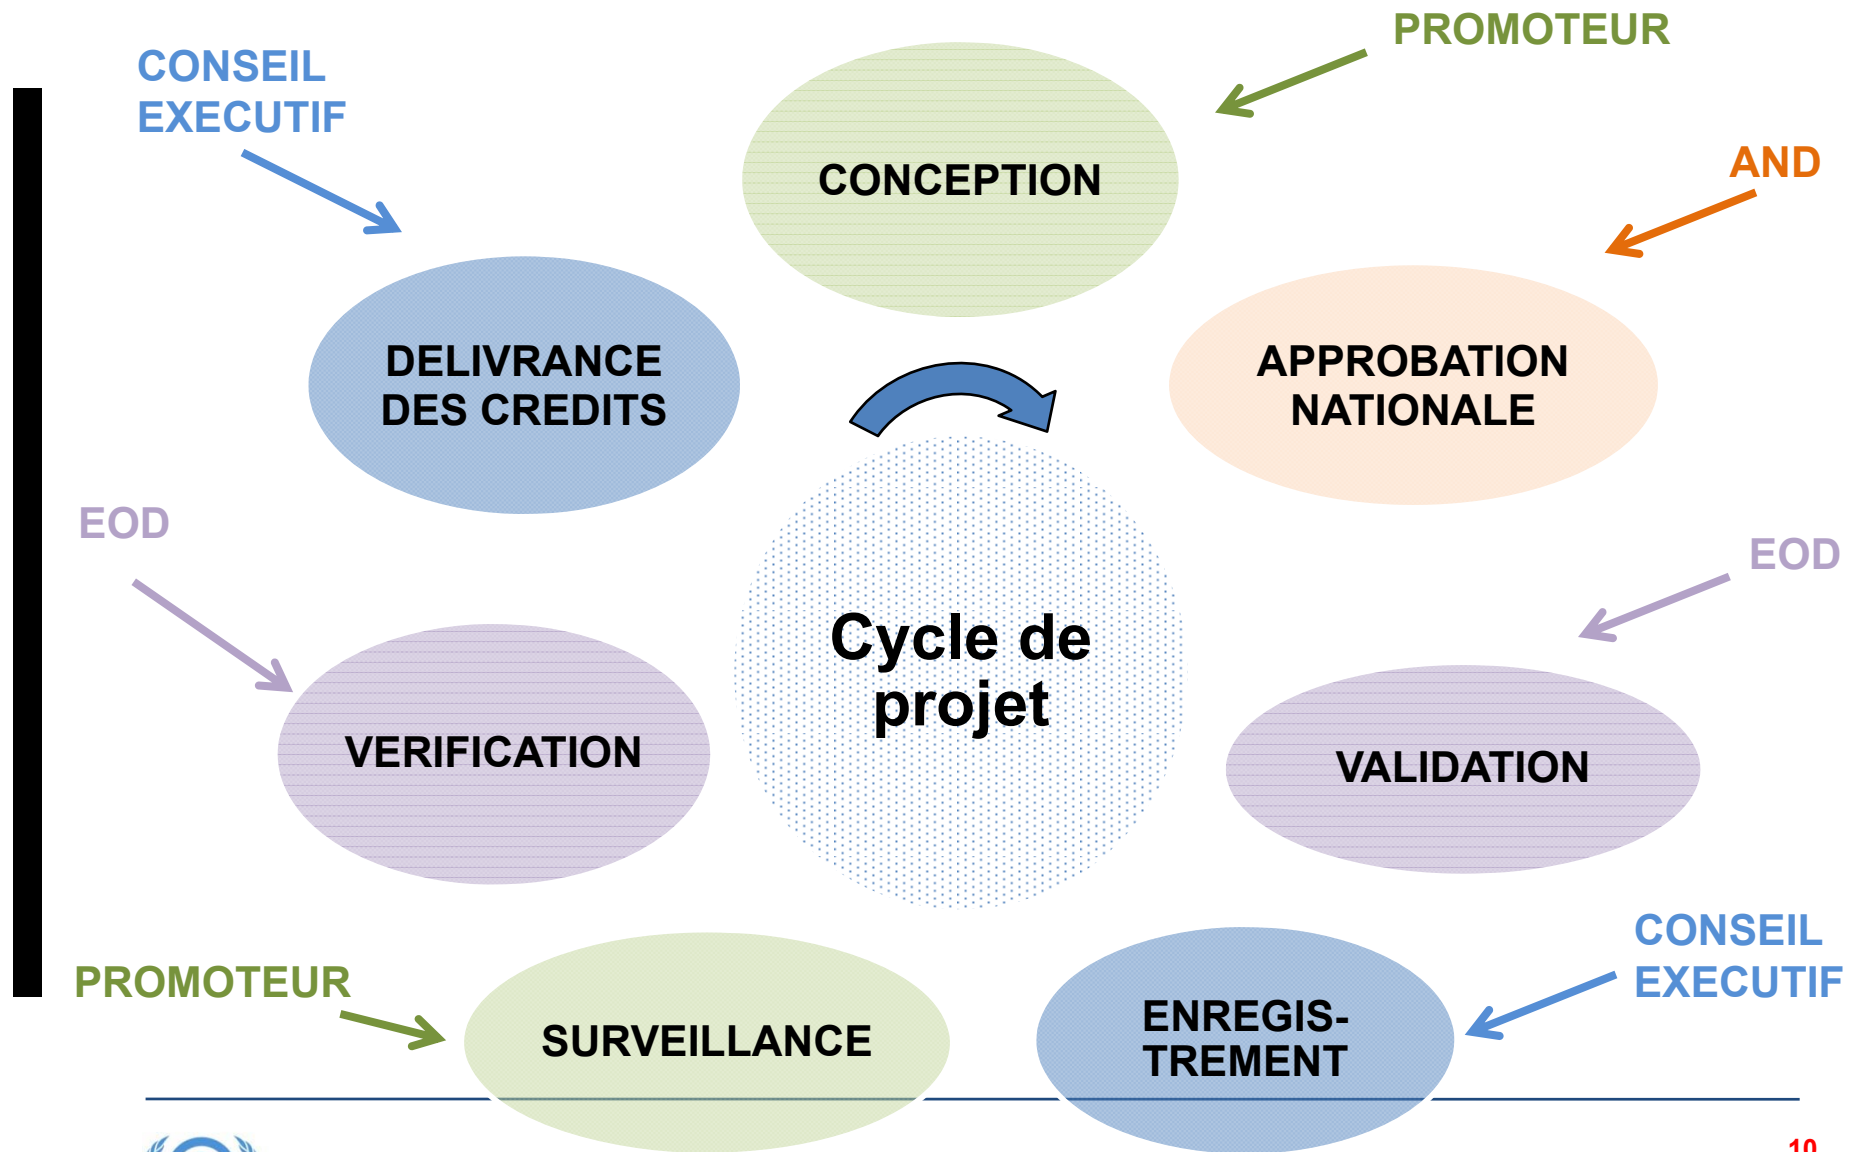 PROMOTEUR
CONSEIL
EXECUTIF
CONCEPTION
AND
DELIVRANCE
DES CREDITS
APPROBATION
NATIONALE
EOD
EOD
Cycle de
projet
VERIFICATION
VALIDATION
CONSEIL
EXECUTIF
PROMOTEUR
SURVEILLANCE
ENREGIS-
TREMENT
10